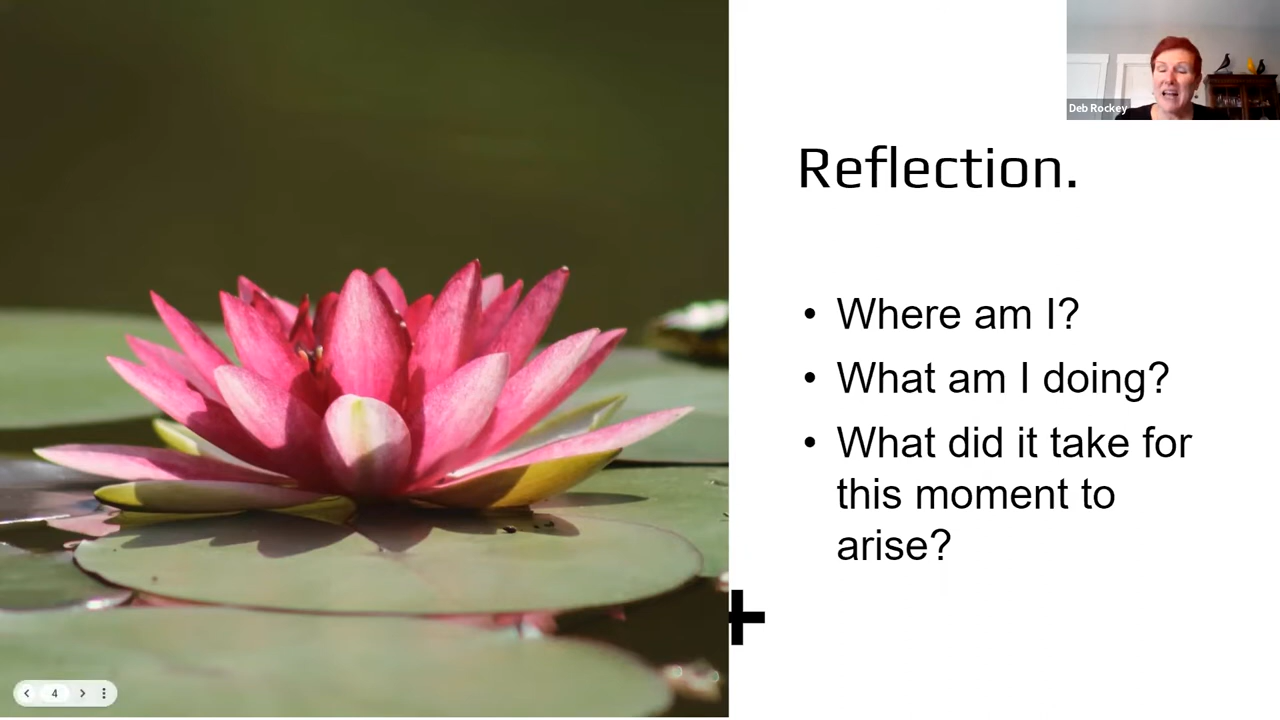 Deb Rockey
Reflection.
• Where am I?
• What am I doing?
• What did it take for
this moment to
arise?
4